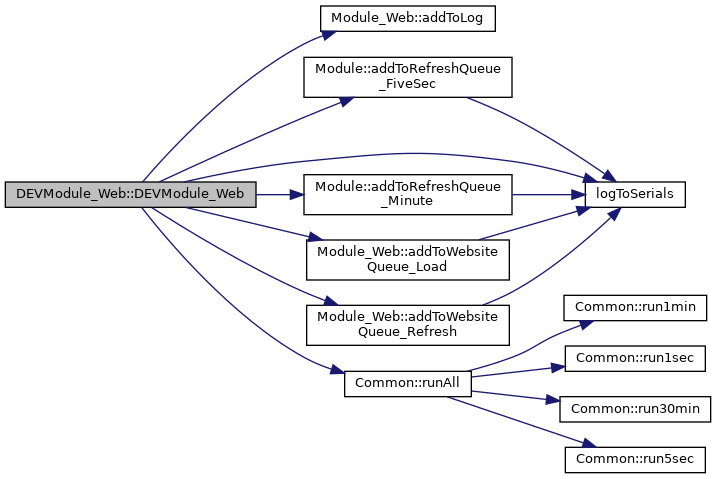 Module_Web::addToLog
Module::addToRefreshQueue
_FiveSec
DEVModule_Web::DEVModule_Web
Module::addToRefreshQueue
_Minute
logToSerials
Module_Web::addToWebsite
Queue_Load
Module_Web::addToWebsite
Queue_Refresh
Common::runAll
Common::run1min
Common::run1sec
Common::run30min
Common::run5sec